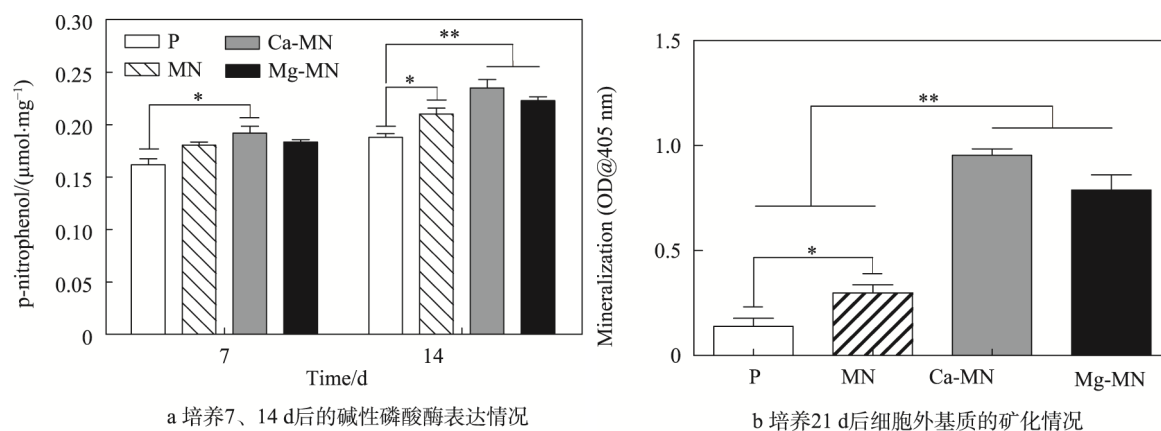 0.30
0.25
0.20
0.15
0.10
0.05
0
p-nitrophenol/(μmol·mg⁻¹)
P
Ca-MN
MN
Mg-MN
*
*
**
7
14
Time/d
a 培养7、14 d后的碱性磷酸酶表达情况
1.5
1.0
0.5
0
Mineralization (OD@405 nm)
**
*
P
MN
Ca-MN
Mg-MN
b 培养21 d后细胞外基质的矿化情况